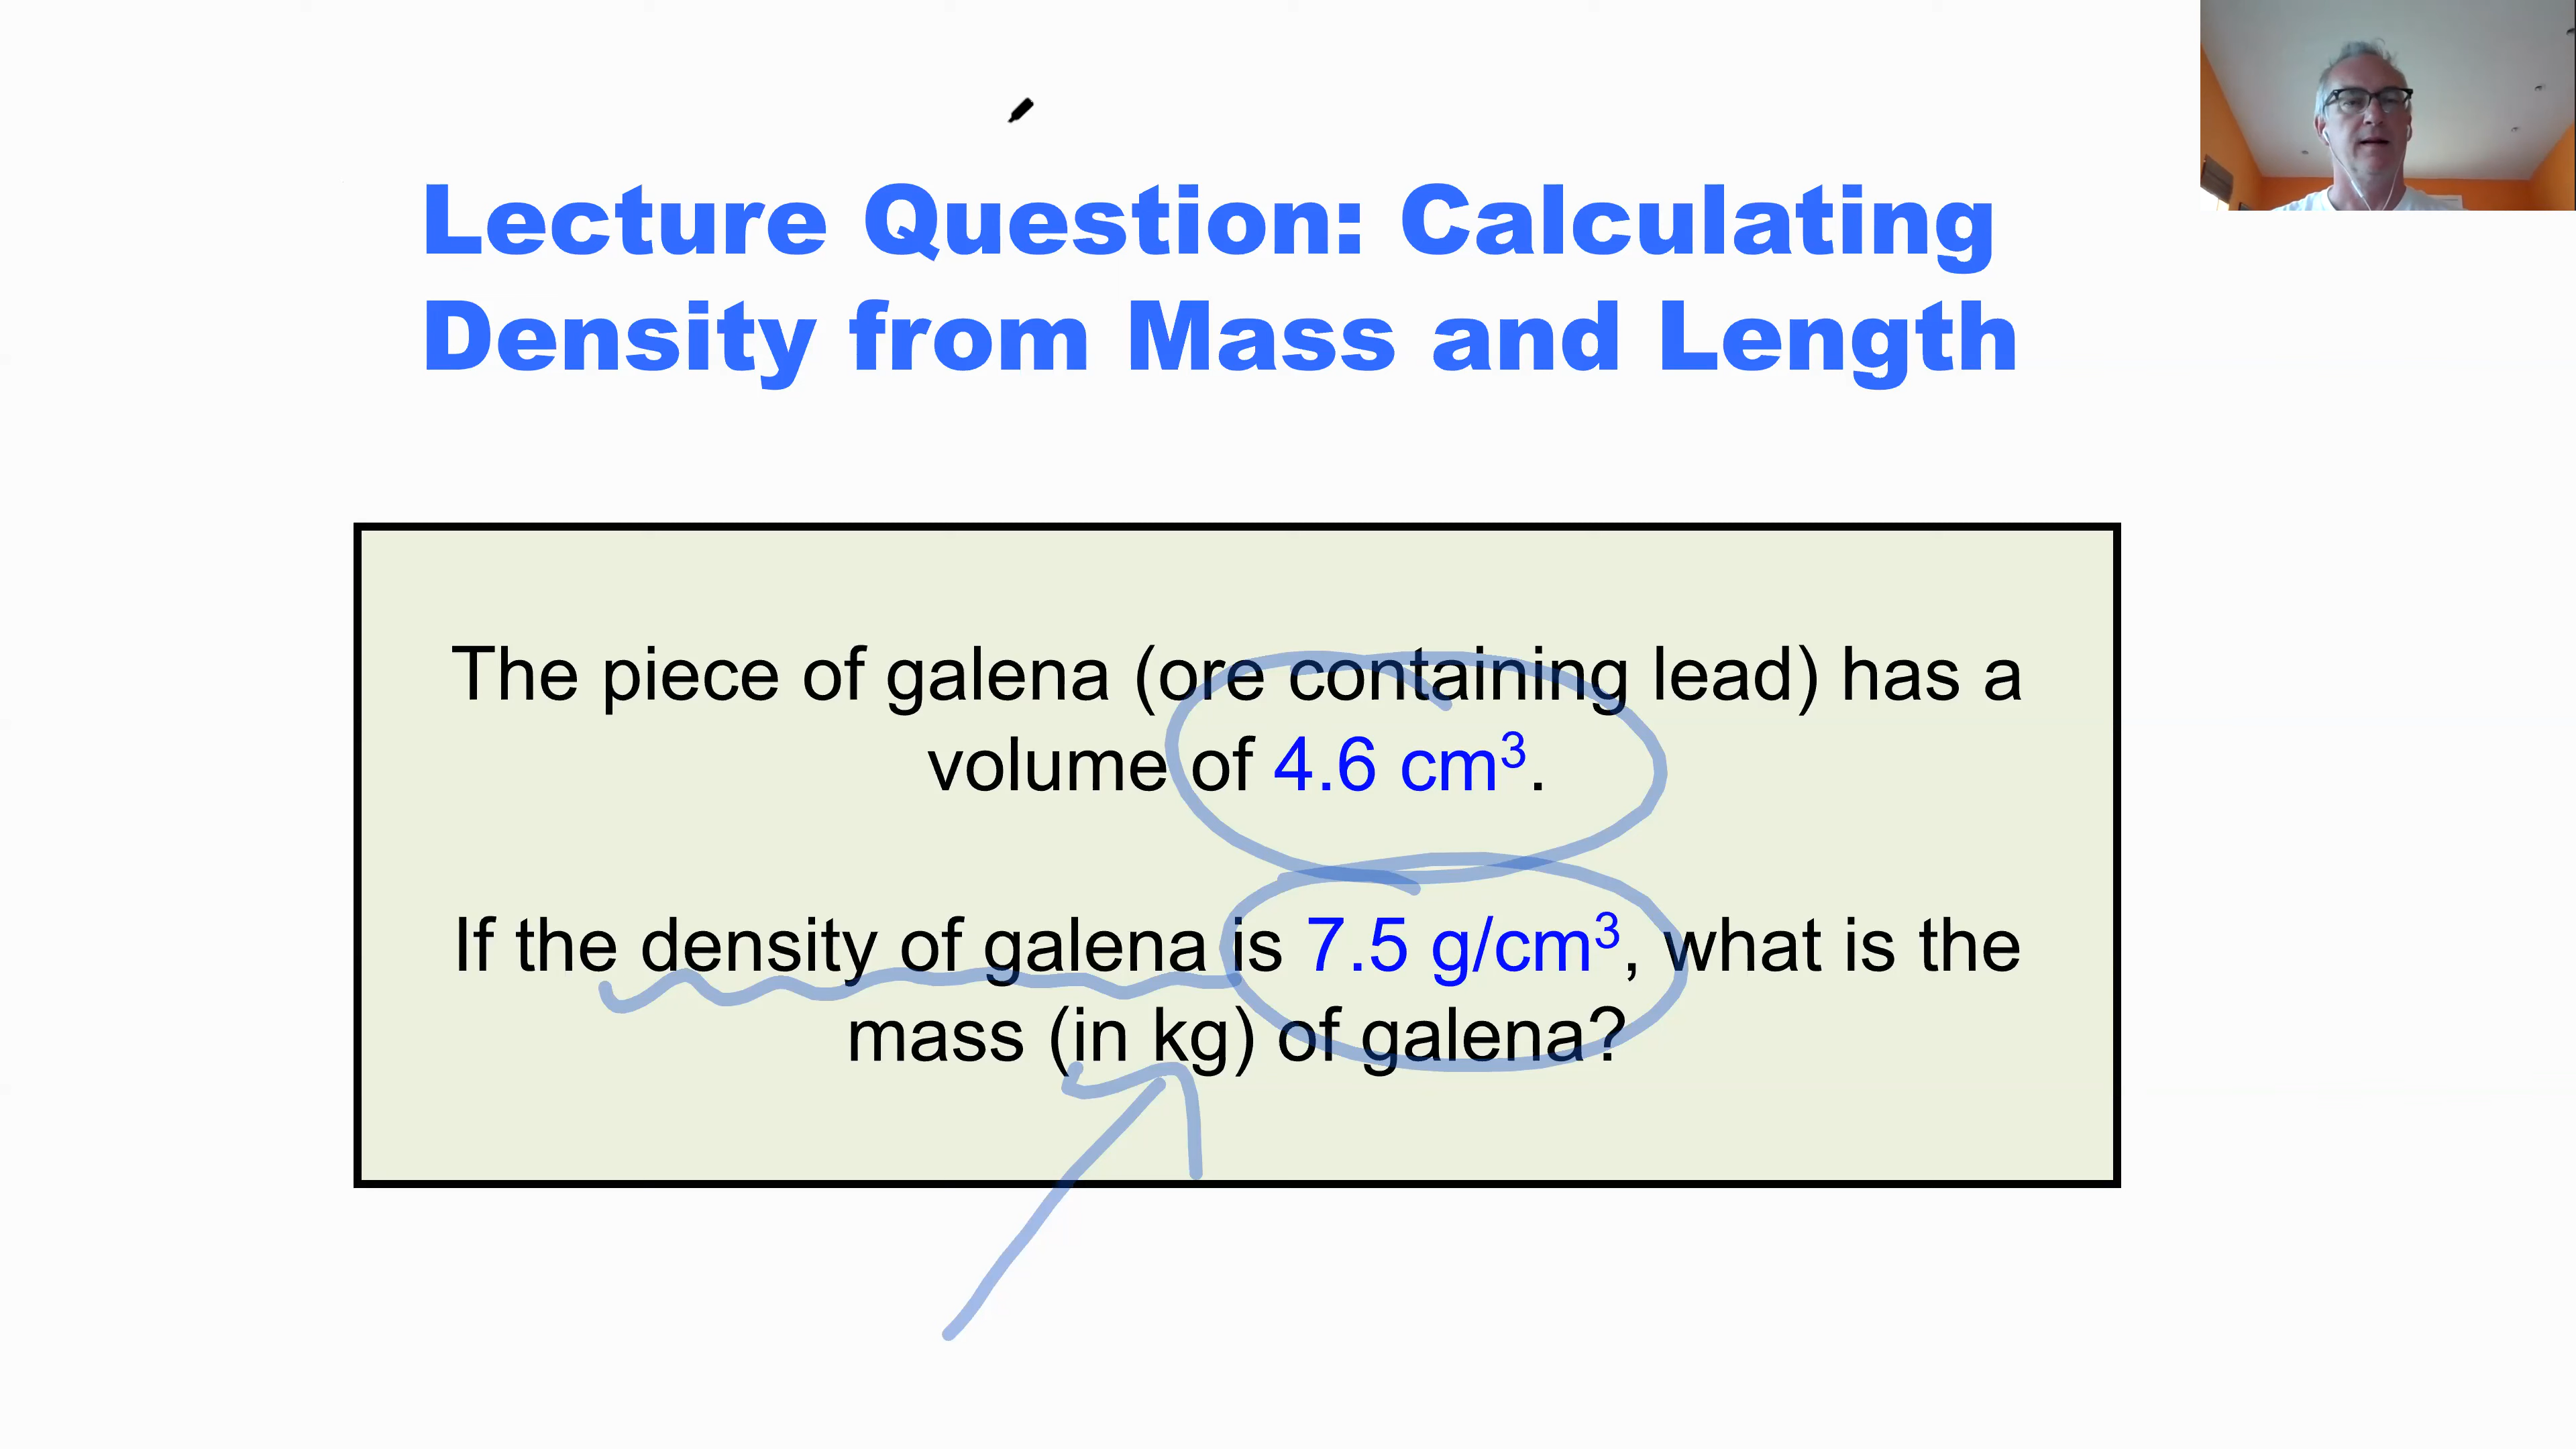 Lecture Question: Calculating
Density from Mass and Length
The piece of galena (ore containing lead) has a
volume of 4.6 cm³.
If the density of galena is 7.5 g/cm³, what is the
mass (in kg) of galena?